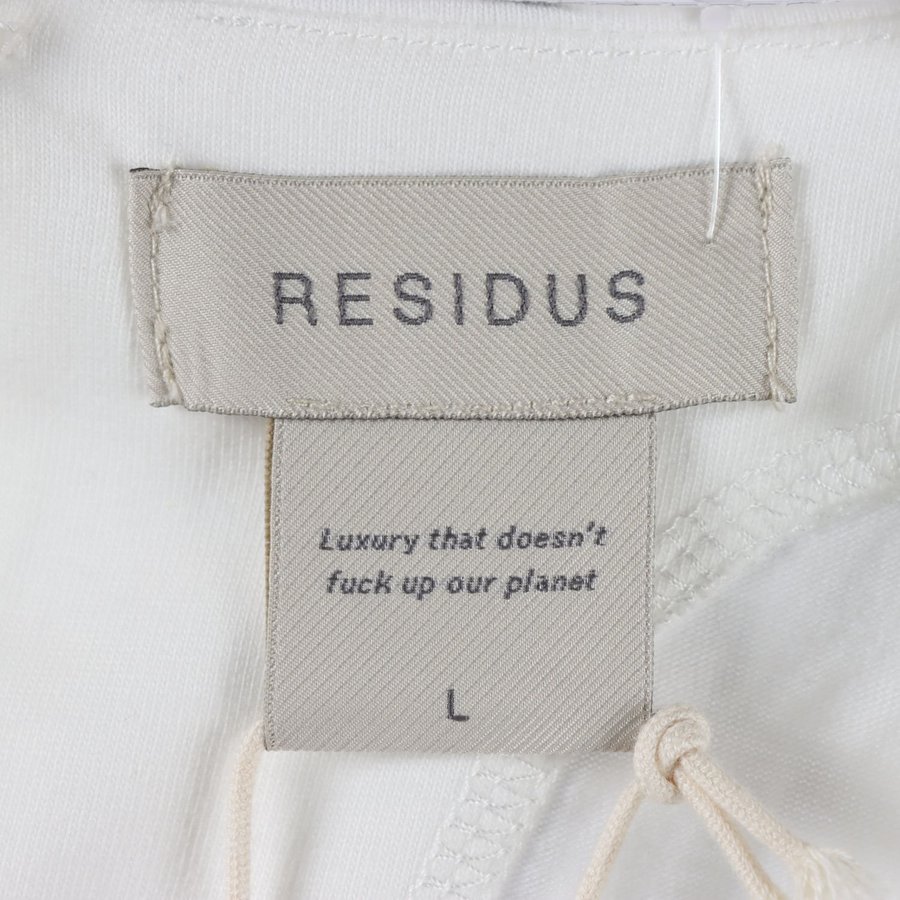 RESIDUS
Luxury that doesn't
fuck up our planet
L